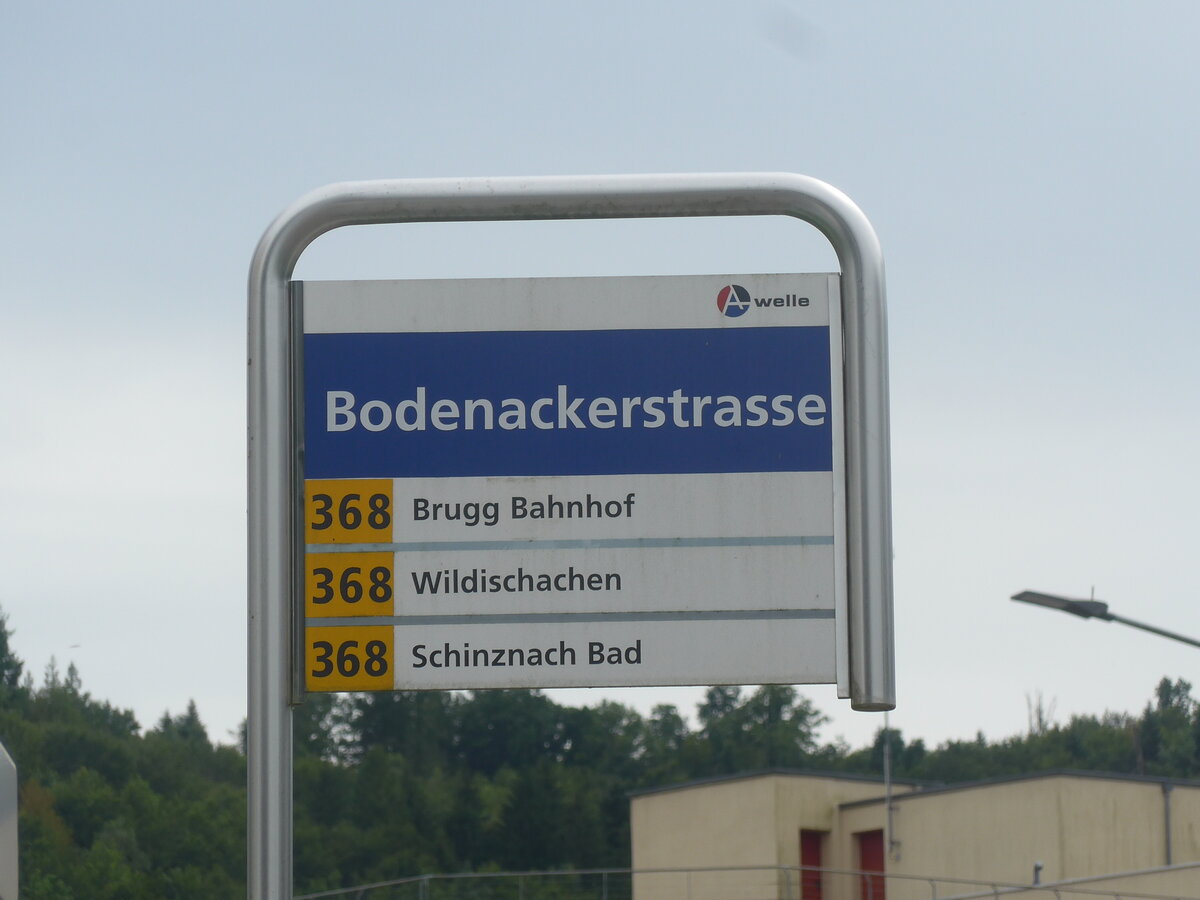 A welle
Bodenackerstrasse
368 Brugg Bahnhof
368 Wildischachen
368 Schinznach Bad